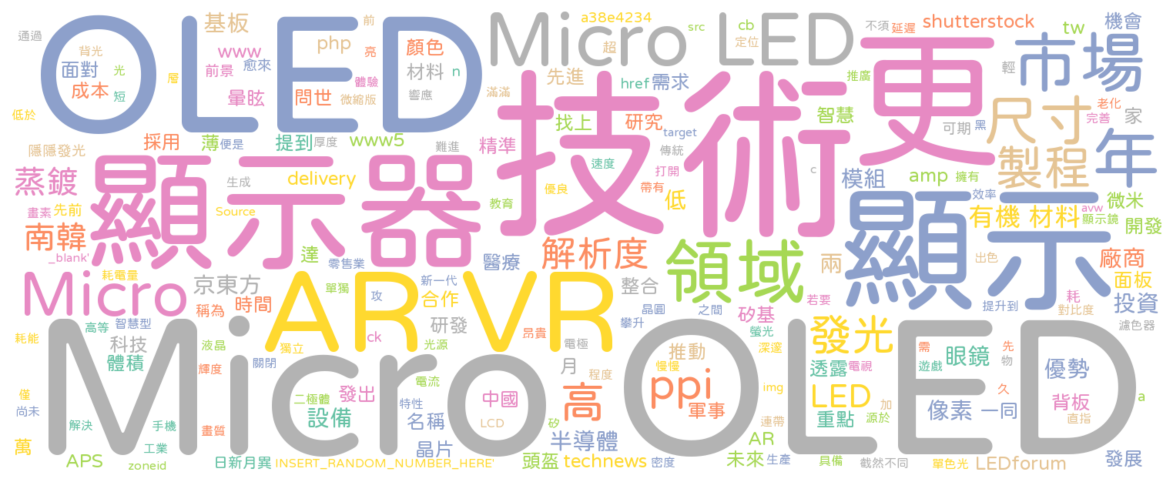 OLED
Micro LED
技術
更
市場
顯示器
顯示
Micro OLED
AR VR
領域
年
尺寸
製程
Micro
發光
解析度
ppi
高
LED
基板
www
php
a38e4234
src
cb
tw
機會
前
不須
延遲
shutterstock
通過
背光
光
面對
成本
短
層
前景
愈來
暈眩
亮
體驗
顏色
材料
n
問世
微縮版
響應
定位
超
先進
href
需求
滿滿
推廣
輕
智慧
老化
完善
家
可期
黑
低於
採用
薄
便是
提到
厚度
www5
難進
精準
找上
研究
target
傳統
打開
速度
c
隱隱發光
蒸鍍
生成
delivery
優良
帶有
低
教育
模組
amp
擁有
效率
avw
微米
有機 材料
顯示鏡
開發
畫素
先前
Source
南韓
_blank'
達
零售業
醫療
耗電量
京東方
單獨
攻
新一代
合作
整合
晶圓
之間
矽基
若要
兩
出色
提升到
耗
對比度
廠商
面板
投資
濾色器
稱為
時間
高等
智慧型
耗能
科技
體積
液晶
關閉
獨立
輝度
ck
研發
光源
昂貴
電極
攀升
螢光
推動
深邃
慢慢
透露
電視
需
遊戲
眼鏡
先
物
優勢
月
程度
中國
電流
二極體
發出
特性
設備
名稱
LCD
矽
軍事
img
連帶
重點
加
源於
像素
一同
久
背板
直指
a
僅
尚未
萬
解決
手機
畫質
工業
APS
zoneid
日新月異
INSERT_RANDOM_NUMBER_HERE'
晶片
半導體
頭盔
technews
密度
AR
未來
生產
具備
截然不同
單色光
LEDforum
發展